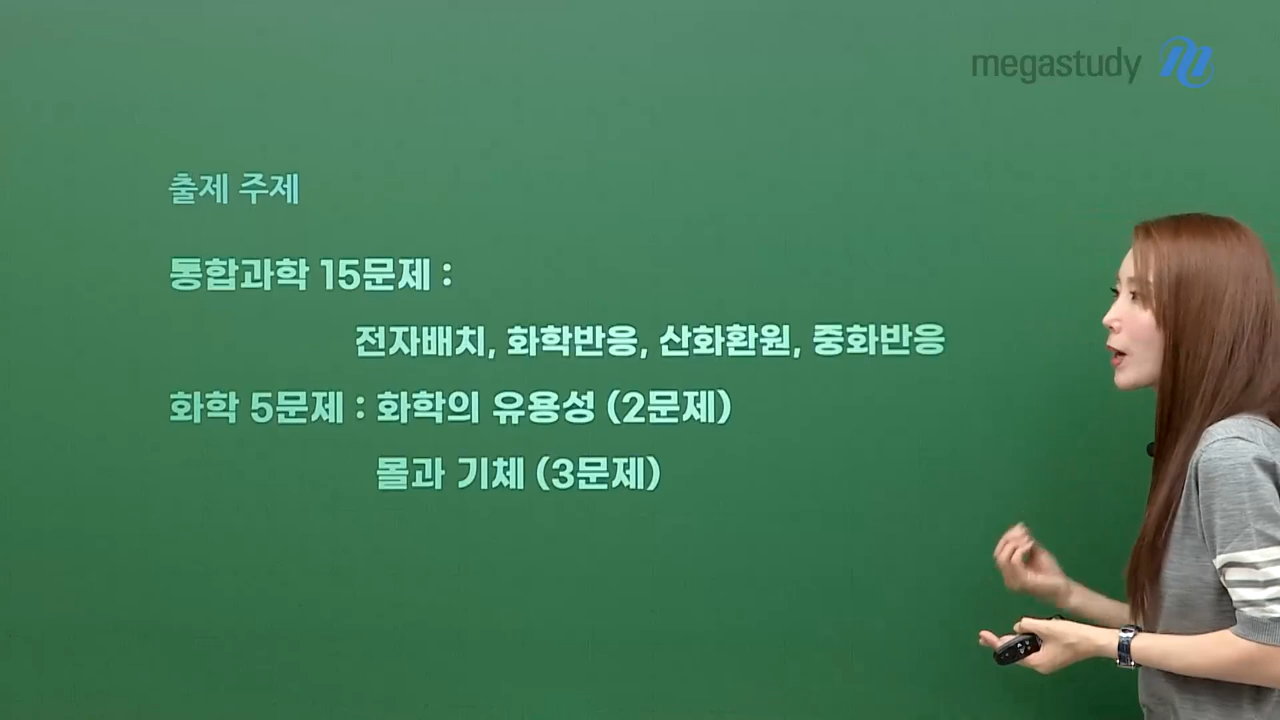 megastudy
출제 주제
통합과학 15문제 :
전자배치, 화학반응, 산화환원, 중화반응
화학 5문제 : 화학의 유용성 (2문제)
몰과 기체 (3문제)